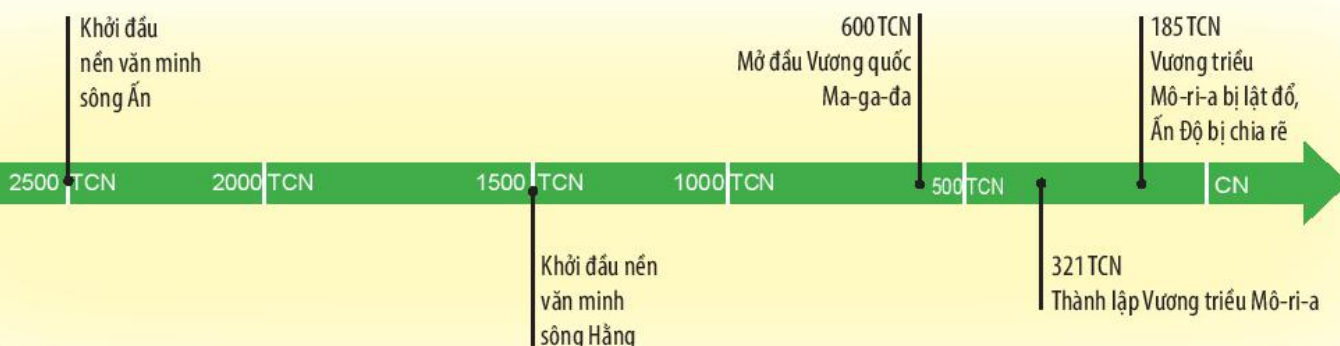 Khởi đầu
nền văn minh
sông Ấn
600 TCN
Mở đầu Vương quốc
Ma-ga-đa
185 TCN
Vương triều
Mô-ri-a bị lật đổ,
Ấn Độ bị chia rẽ
2500 TCN
2000 TCN
1500 TCN
1000 TCN
500 TCN
CN
Khởi đầu nền
văn minh
sông Hằng
321 TCN
Thành lập Vương triều Mô-ri-a